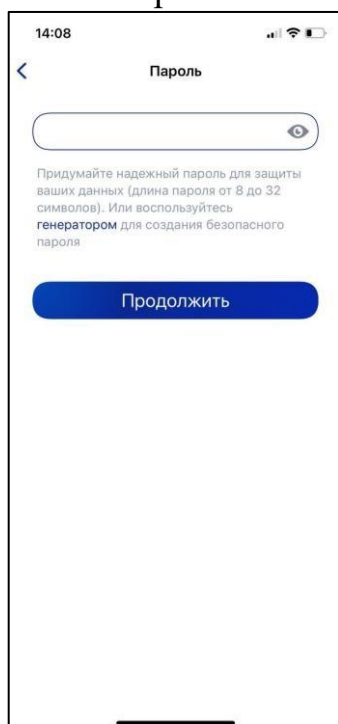 14:08
Пароль
Придумайте надежный пароль для защиты
ваших данных (длина пароля от 8 до 32
символов). Или воспользуйтесь
генератором для создания безопасного
пароля
Продолжить